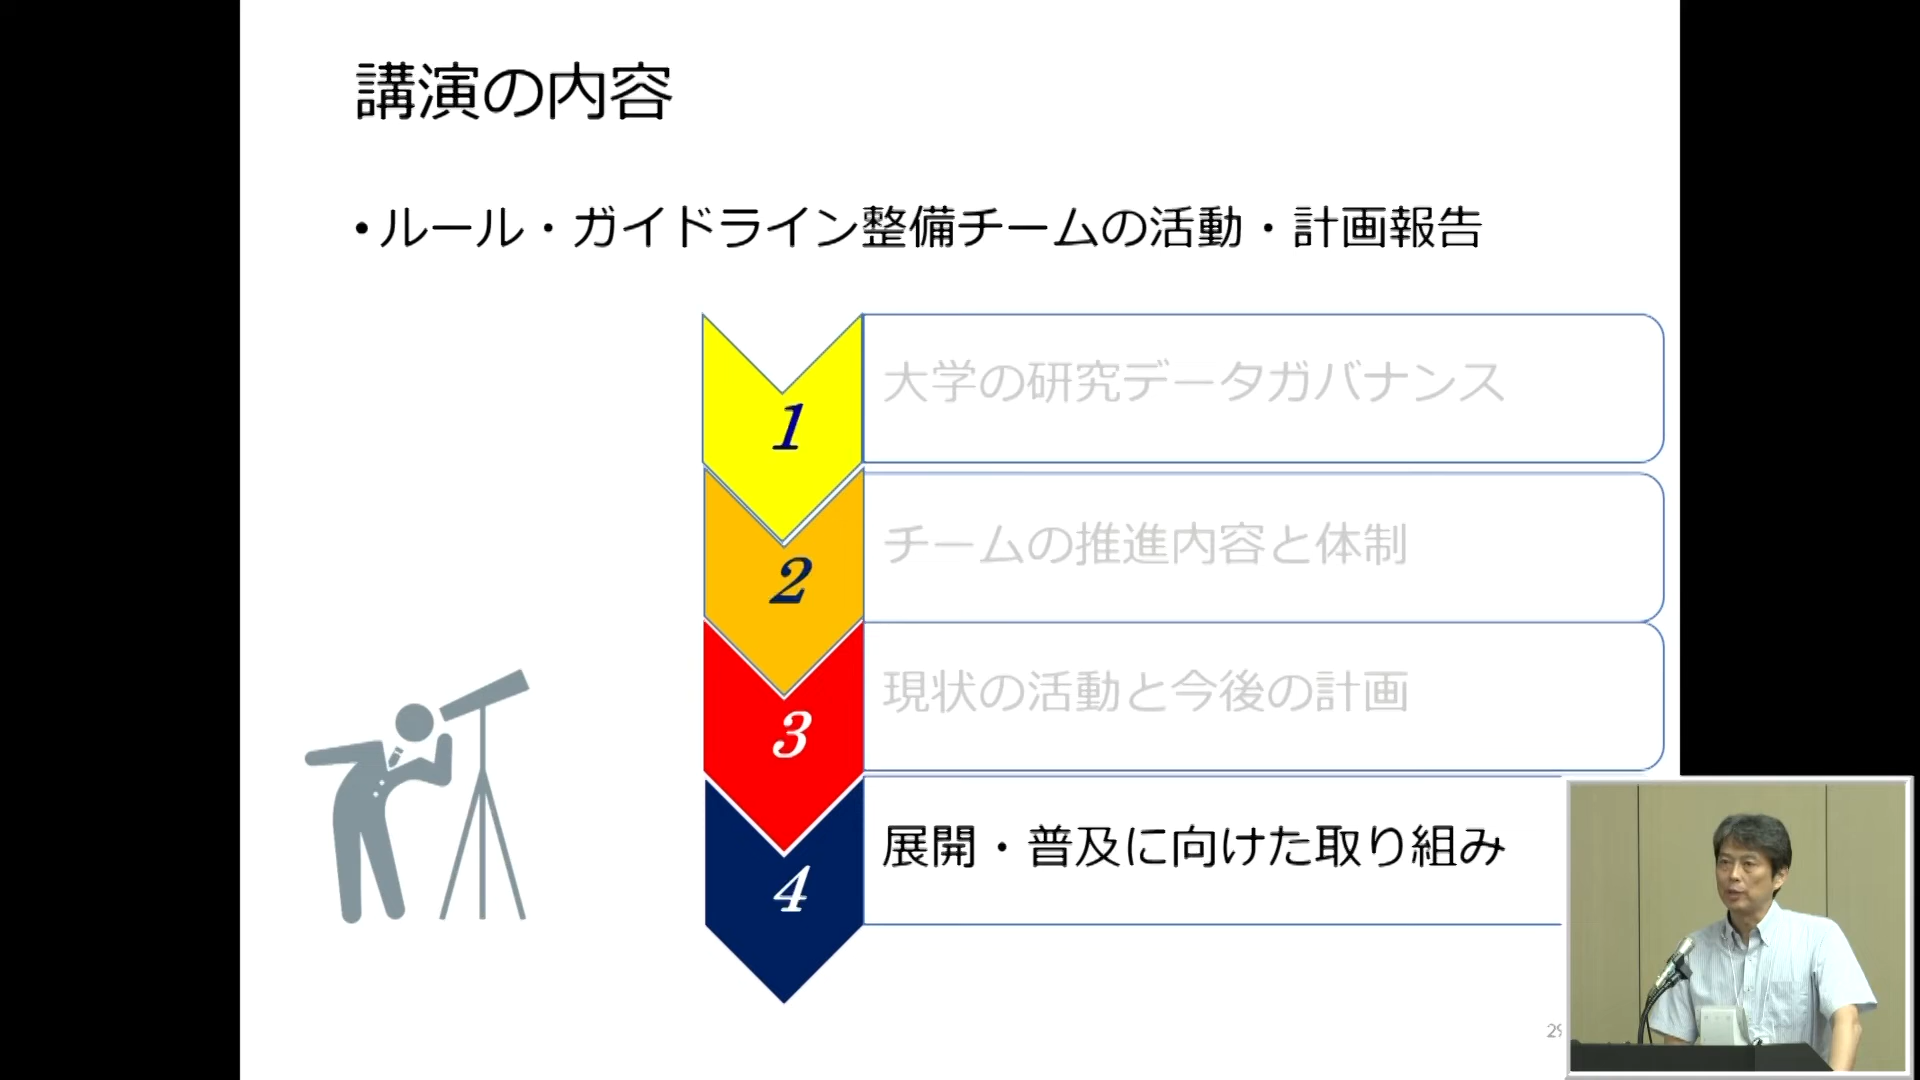 講演の内容
•ルール・ガイドライン整備チームの活動・計画報告
1
大学の研究データガバナンス
2
チームの推進内容と体制
3
現状の活動と今後の計画
4
展開・普及に向けた取り組み
29